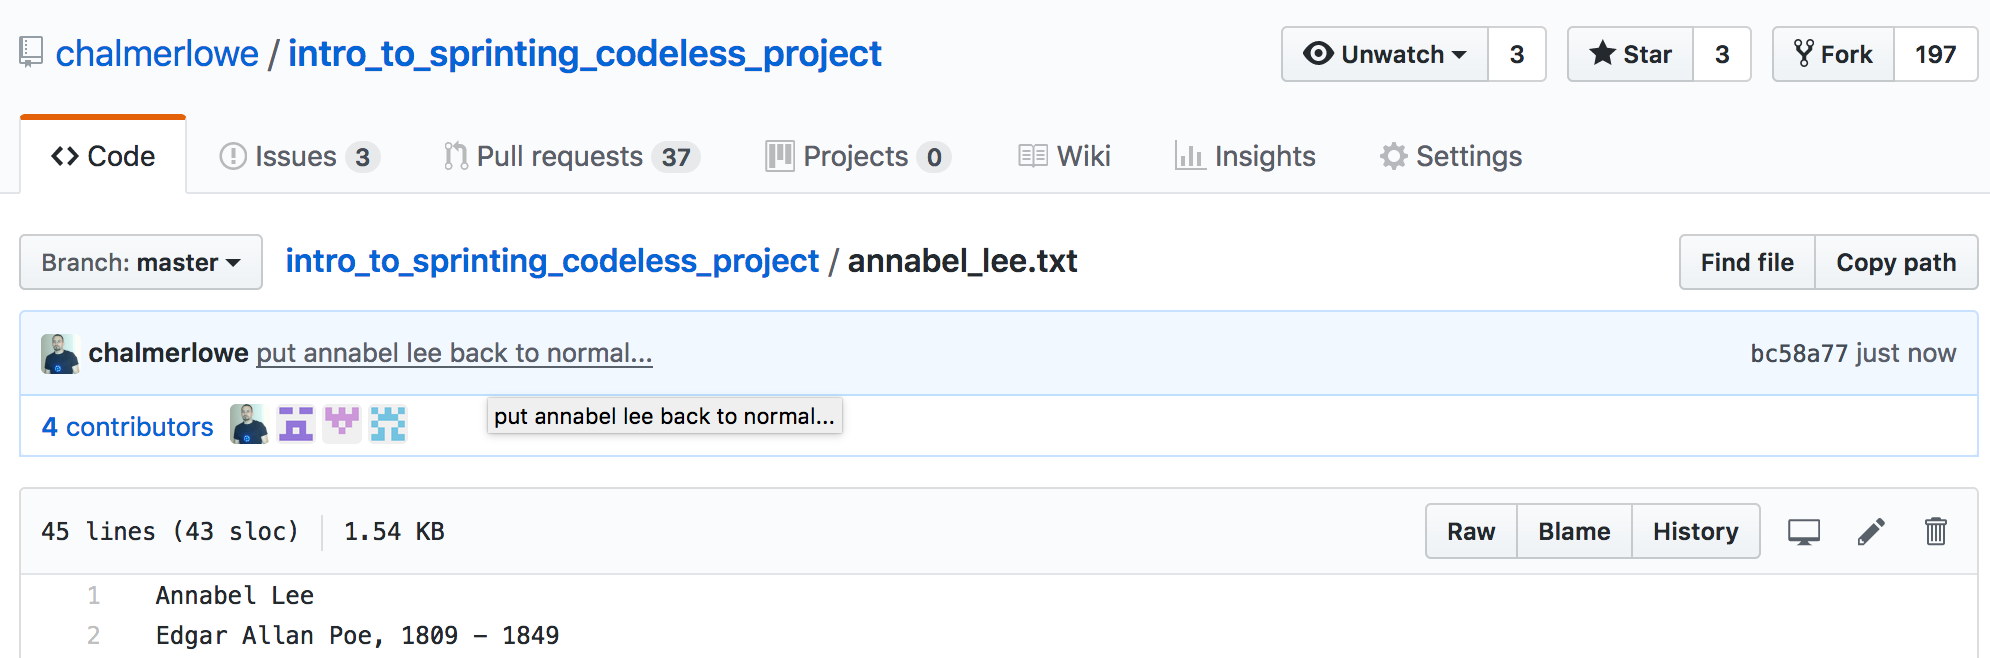 chalmerlowe / intro_to_sprinting_codeless_project Unwatch 3 Star 3 Fork 197
Code Issues 3 Pull requests 37 Projects 0 Wiki Insights Settings
Branch: master intro_to_sprinting_codeless_project / annabel_lee.txt Find file Copy path
chalmerlowe put annabel lee back to normal... bc58a77 just now
4 contributors put annabel lee back to normal...
45 lines (43 sloc) 1.54 KB Raw Blame History
1 Annabel Lee
2 Edgar Allan Poe, 1809 – 1849